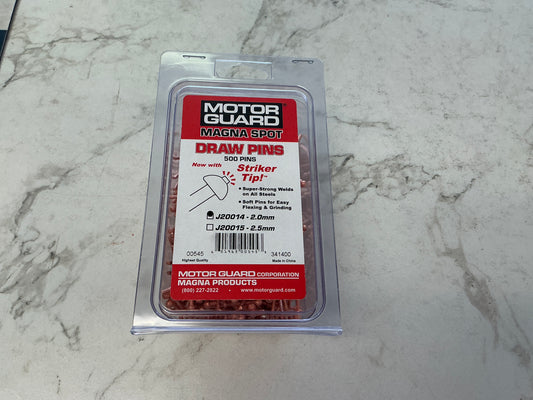 MOTOR
GUARD
MAGNA SPOT
DRAW PINS
500 PINS
Now with Striker
Tip!™
• Super-Strong Welds
on All Steels
• Soft Pins for Easy
Flexing & Grinding
J20014 - 2.0mm
J20015 - 2.5mm
00545
341400
Highest Quality
Made in China
MOTOR GUARD CORPORATION
MAGNA PRODUCTS
(800) 227-2822 • www.motorguard.com